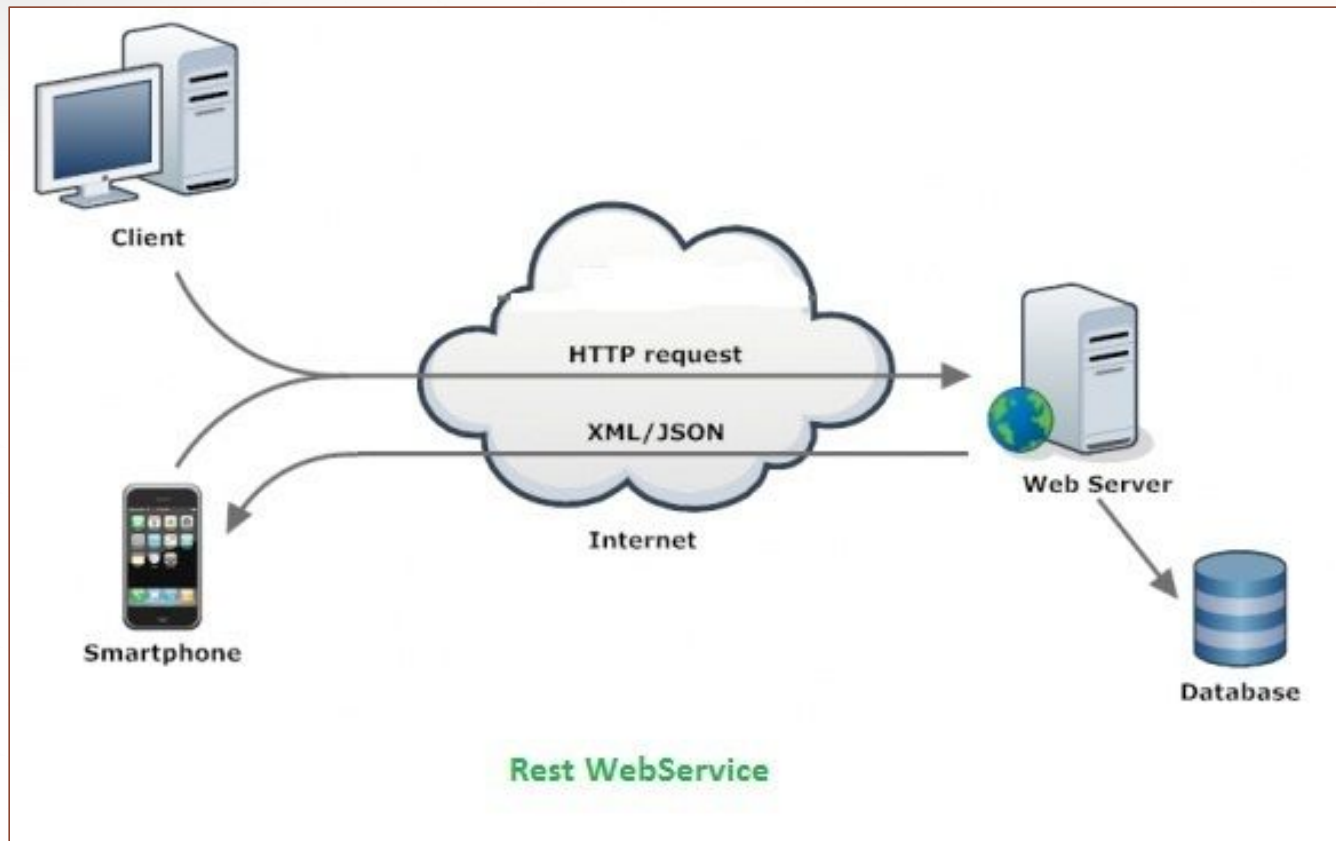 Client
HTTP request
XML/JSON
Web Server
Internet
Smartphone
Database
Rest WebService